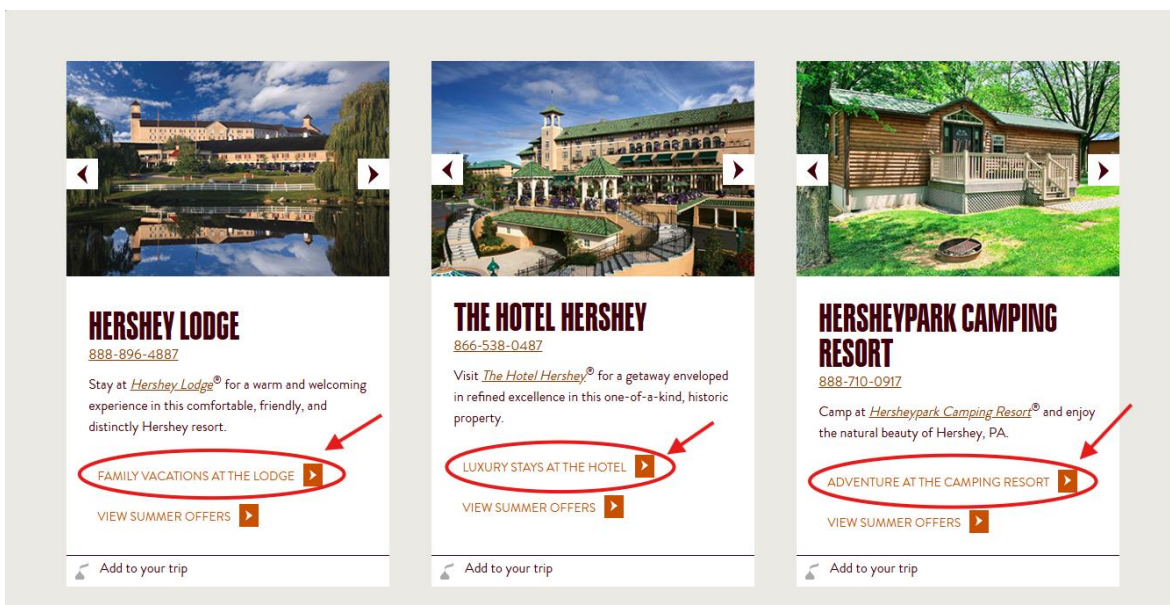 HERSHEY LODGE
888-896-4887
Stay at Hershey Lodge® for a warm and welcoming
experience in this comfortable, friendly, and
distinctly Hershey resort.
FAMILY VACATIONS AT THE LODGE
VIEW SUMMER OFFERS
Add to your trip
THE HOTEL HERSHEY
866-538-0487
Visit The Hotel Hershey® for a getaway enveloped
in refined excellence in this one-of-a-kind, historic
property.
LUXURY STAYS AT THE HOTEL
VIEW SUMMER OFFERS
Add to your trip
HERSHEYPARK CAMPING
RESORT
888-710-0917
Camp at Hersheypark Camping Resort® and enjoy
the natural beauty of Hershey, PA.
ADVENTURE AT THE CAMPING RESORT
VIEW SUMMER OFFERS
Add to your trip